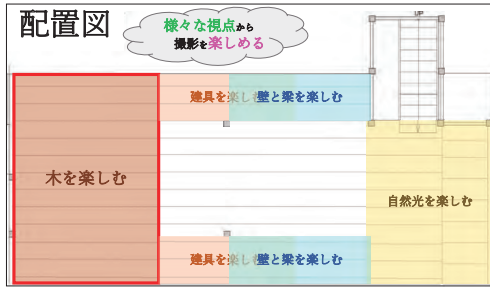 配置図
様々な視点から
撮影を楽しめる
建具を楽しむ
壁と梁を楽しむ
木を楽しむ
自然光を楽しむ
建具を楽しむ
壁と梁を楽しむ